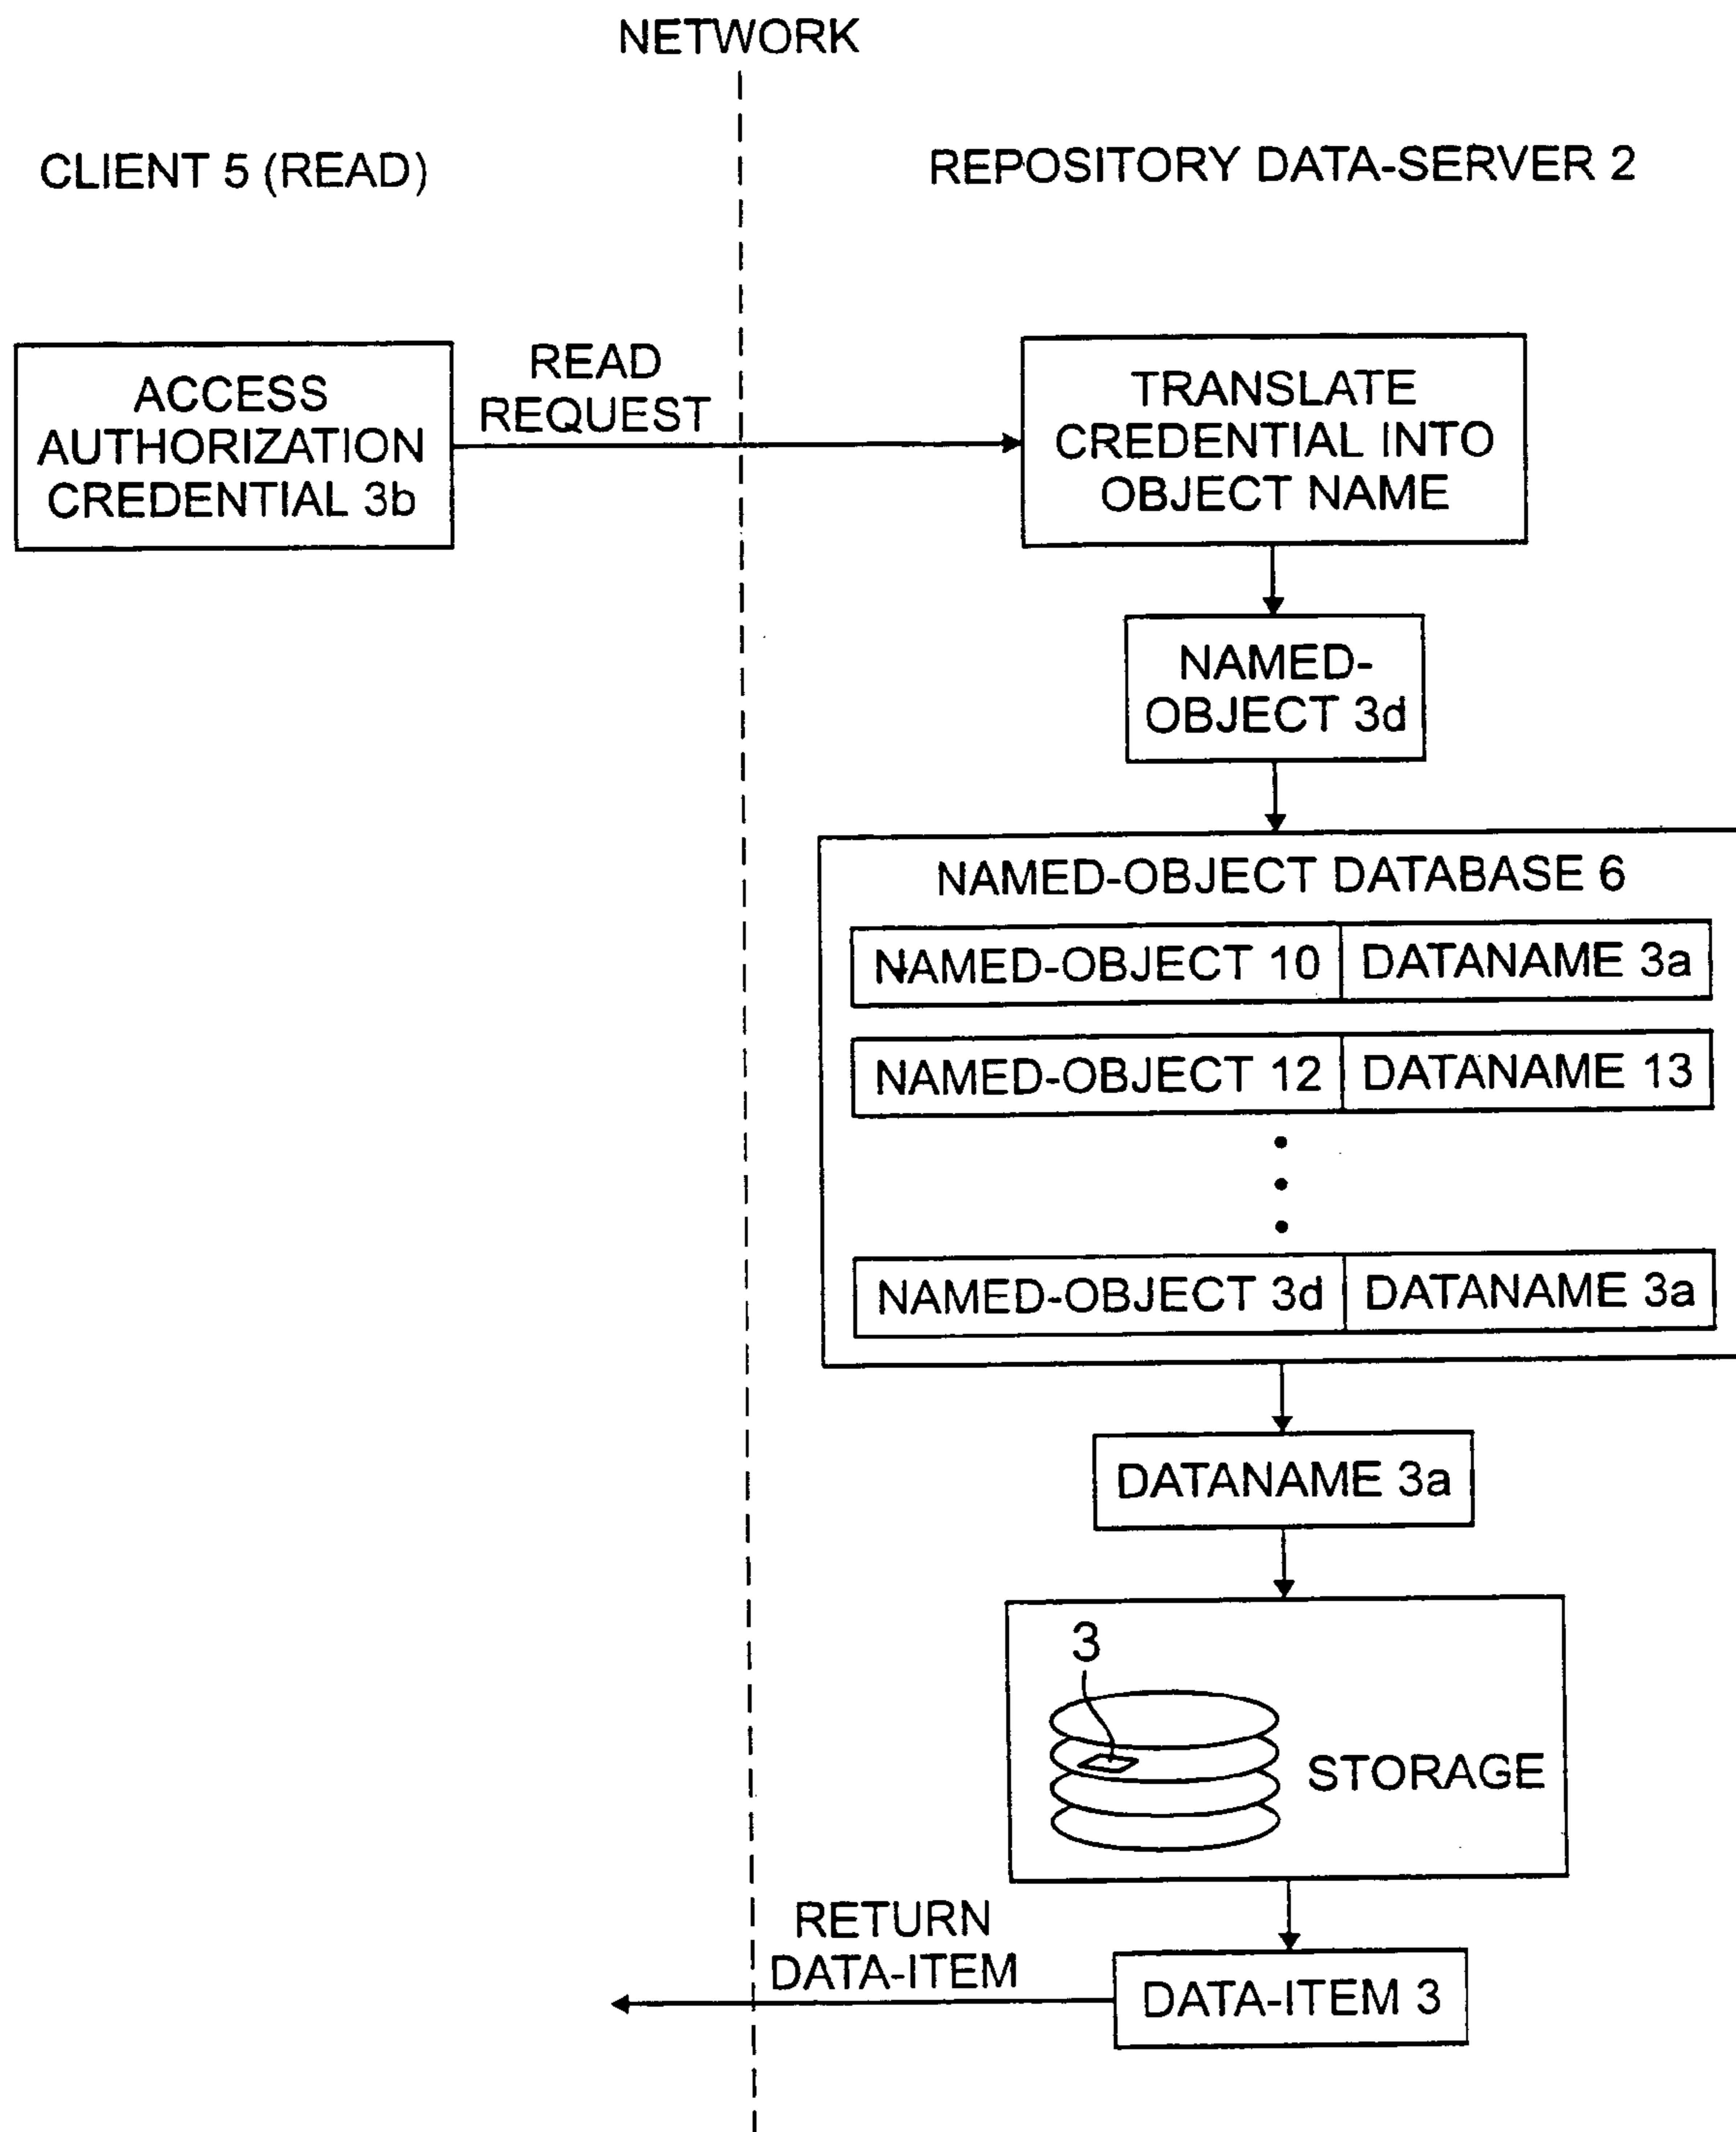 NETWORK
CLIENT 5 (READ)
REPOSITORY DATA-SERVER 2
ACCESS
AUTHORIZATION
CREDENTIAL 3b
READ
REQUEST
TRANSLATE
CREDENTIAL INTO
OBJECT NAME
NAMED-
OBJECT 3d
NAMED-OBJECT DATABASE 6
NAMED-OBJECT 10 DATANAME 3a
NAMED-OBJECT 12 DATANAME 13
NAMED-OBJECT 3d DATANAME 3a
DATANAME 3a
3
STORAGE
RETURN
DATA-ITEM
DATA-ITEM 3